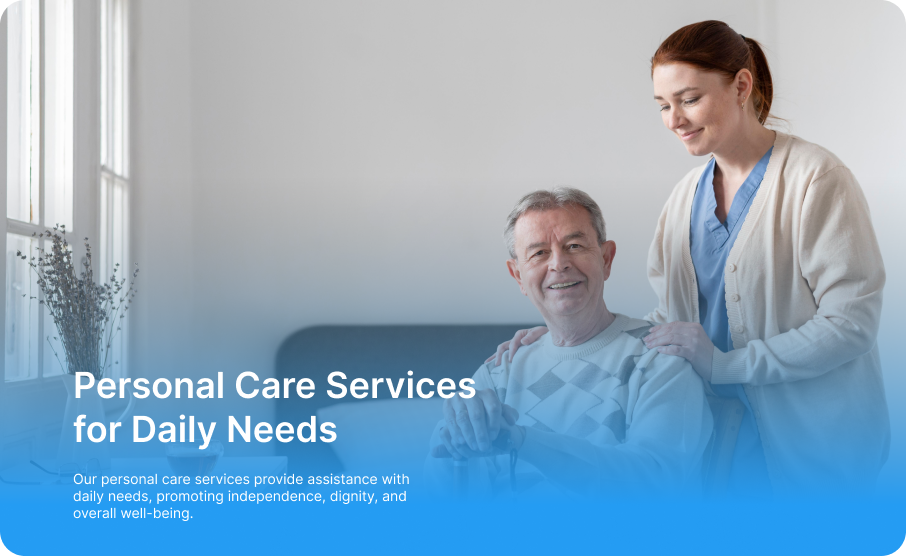 Personal Care Services
for Daily Needs
Our personal care services provide assistance with
daily needs, promoting independence, dignity, and
overall well-being.